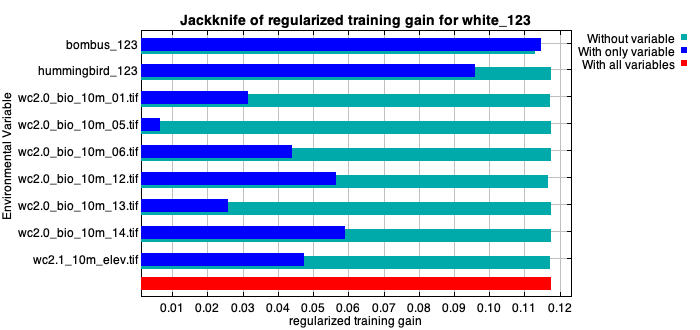 Jackknife of regularized training gain for white_123
Without variable
With only variable
With all variables
Environmental Variable
bombus_123
hummingbird_123
wc2.0_bio_10m_01.tif
wc2.0_bio_10m_05.tif
wc2.0_bio_10m_06.tif
wc2.0_bio_10m_12.tif
wc2.0_bio_10m_13.tif
wc2.0_bio_10m_14.tif
wc2.1_10m_elev.tif
0.01 0.02 0.03 0.04 0.05 0.06 0.07 0.08 0.09 0.10 0.11 0.12
regularized training gain